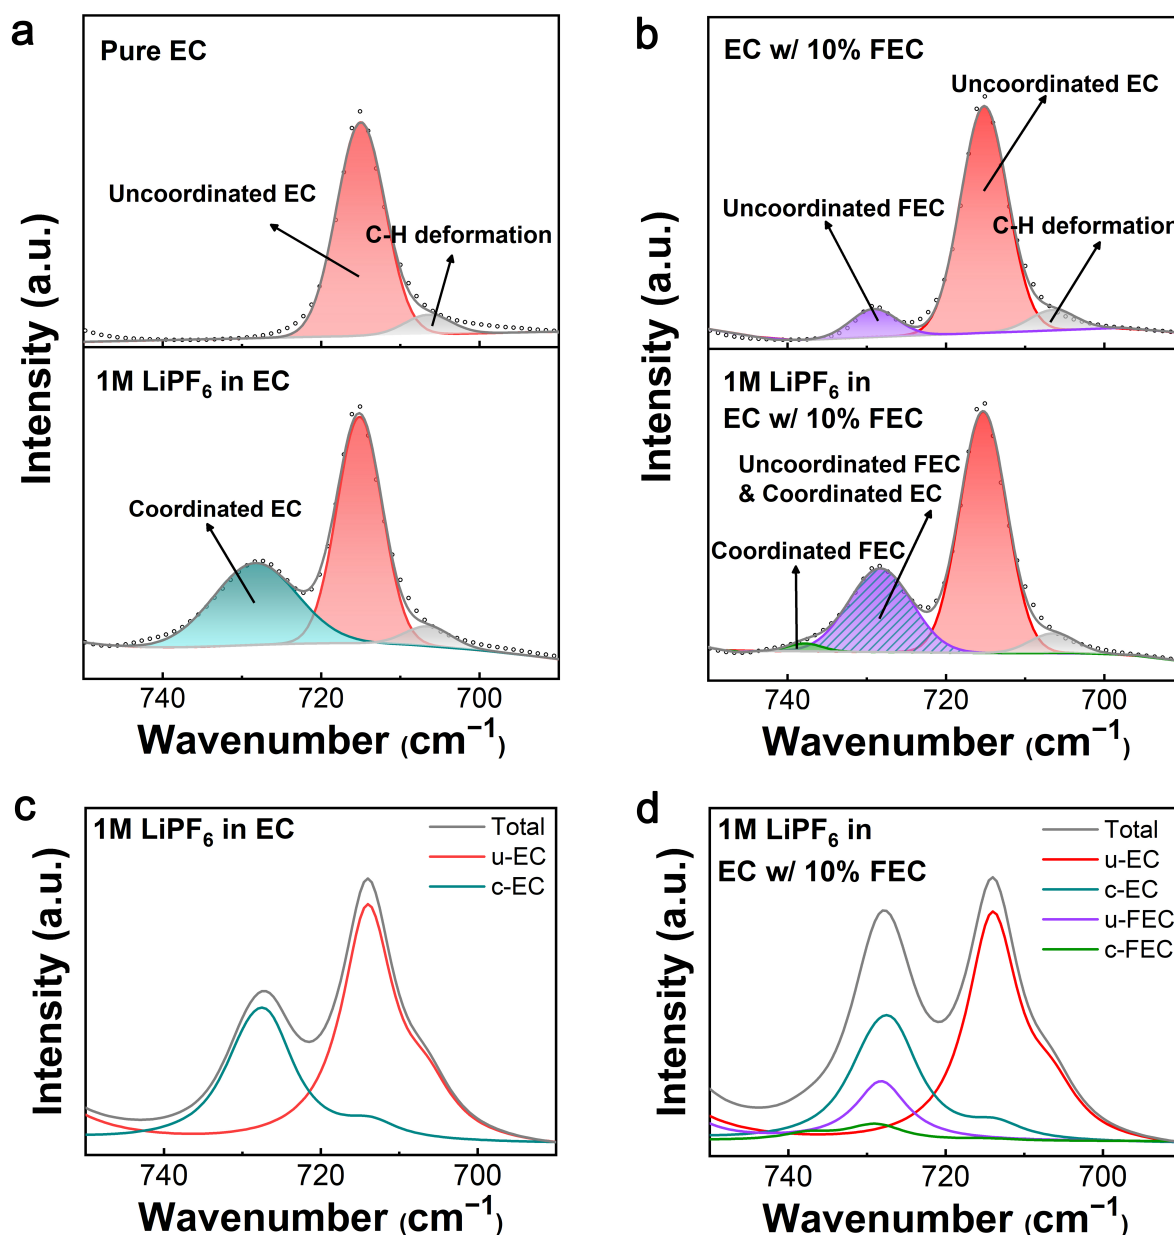 a
Pure EC
Uncoordinated EC
C-H deformation
1M LiPF₆ in EC
Coordinated EC
Intensity (a.u.)
740 720 700
Wavenumber (cm⁻¹)
b
EC w/ 10% FEC
Uncoordinated EC
Uncoordinated FEC
C-H deformation
1M LiPF₆ in
EC w/ 10% FEC
Uncoordinated FEC
& Coordinated EC
Coordinated FEC
Intensity (a.u.)
740 720 700
Wavenumber (cm⁻¹)
c
1M LiPF₆ in EC
Total
u-EC
c-EC
Intensity (a.u.)
740 720 700
Wavenumber (cm⁻¹)
d
1M LiPF₆ in
EC w/ 10% FEC
Total
u-EC
c-EC
u-FEC
c-FEC
Intensity (a.u.)
740 720 700
Wavenumber (cm⁻¹)